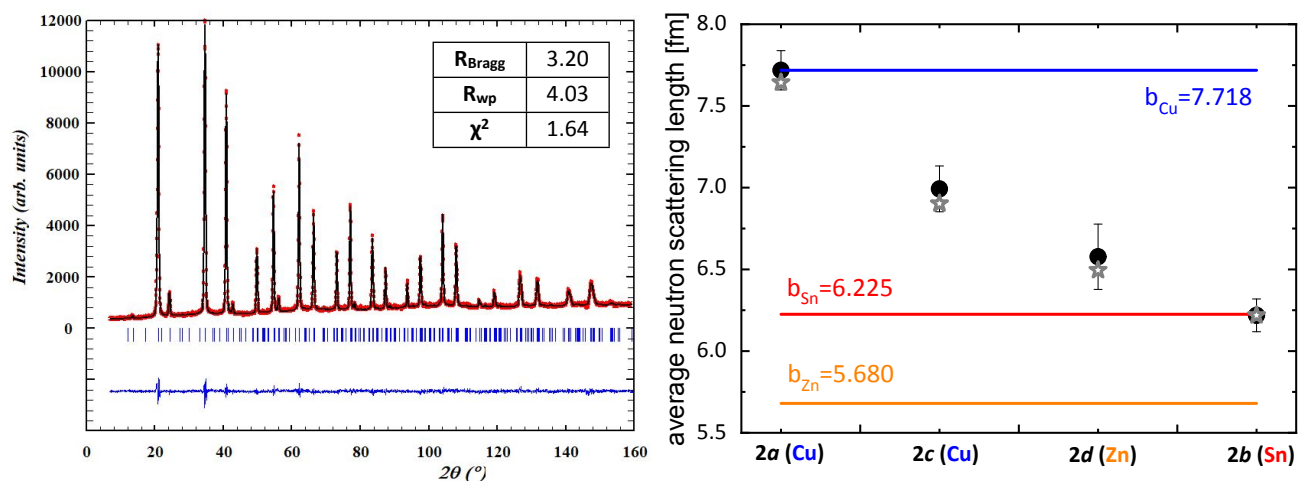 12000
10000
8000
6000
4000
2000
0
Intensity (arb. units)
R_Bragg 3.20
R_wp 4.03
χ² 1.64
0 20 40 60 80 100 120 140 160
2θ (°)
average neutron scattering length [fm]
8.0
7.5
7.0
6.5
6.0
5.5
b_Cu=7.718
b_Sn=6.225
b_Zn=5.680
2a (Cu) 2c (Cu) 2d (Zn) 2b (Sn)